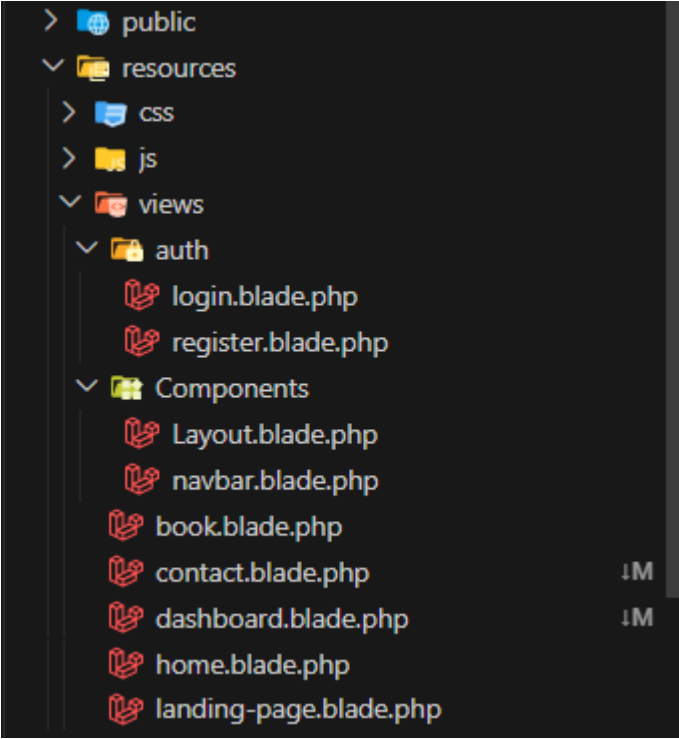 public
resources
css
js
views
auth
login.blade.php
register.blade.php
Components
Layout.blade.php
navbar.blade.php
book.blade.php
contact.blade.php ↓M
dashboard.blade.php ↓M
home.blade.php
landing-page.blade.php